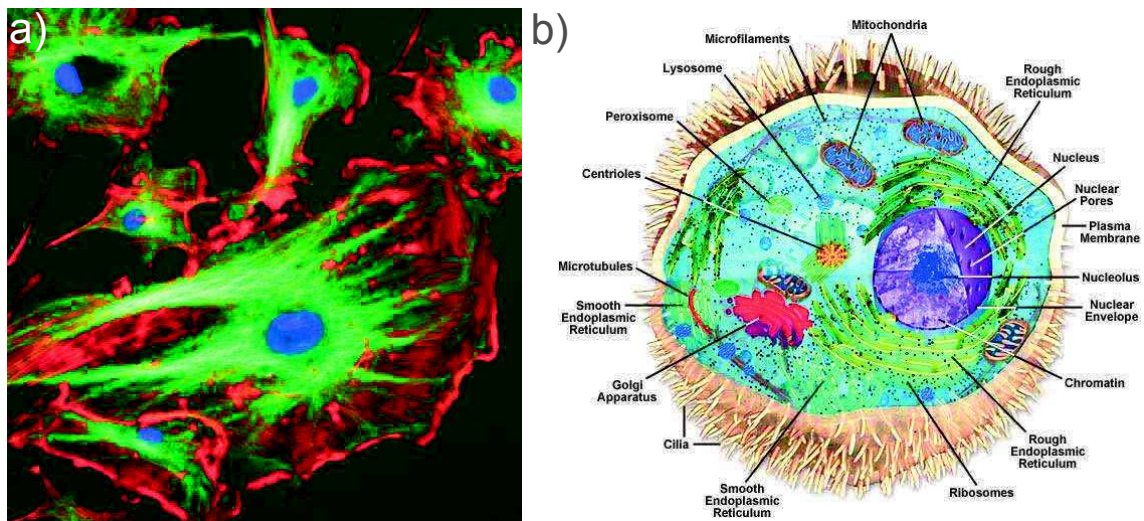 a)
b)
Mitochondria
Microfilaments
Lysosome
Peroxisome
Centrioles
Microtubules
Smooth
Endoplasmic
Reticulum
Golgi
Apparatus
Cilia
Smooth
Endoplasmic
Reticulum
Rough
Endoplasmic
Reticulum
Nucleus
Nuclear
Pores
Plasma
Membrane
Nucleolus
Nuclear
Envelope
Chromatin
Rough
Endoplasmic
Reticulum
Ribosomes